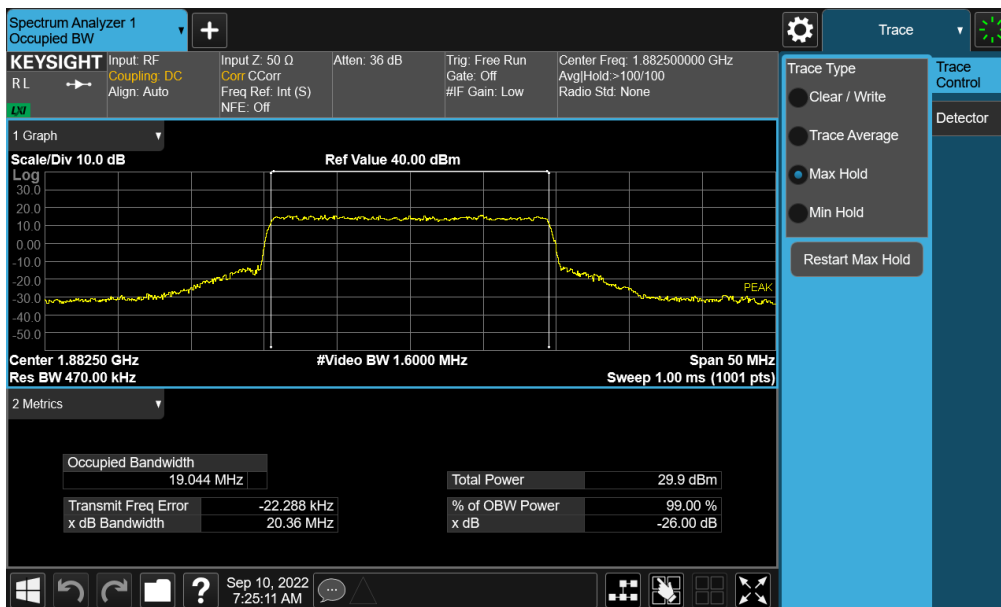 Spectrum Analyzer 1
Occupied BW
Trace
KEYSIGHT
RL
LXI
Input: RF
Coupling: DC
Align: Auto
Input Z: 50 Ω
Corr CCorr
Freq Ref: Int (S)
NFE: Off
Atten: 36 dB
Trig: Free Run
Gate: Off
#IF Gain: Low
Center Freq: 1.882500000 GHz
Avg|Hold:>100/100
Radio Std: None
Trace Type
Clear / Write
Trace Average
Max Hold
Min Hold
Restart Max Hold
Trace
Control
Detector
1 Graph
Scale/Div 10.0 dB
Ref Value 40.00 dBm
Log
30.0
20.0
10.0
0.00
-10.0
-20.0
-30.0
-40.0
-50.0
PEAK
Center 1.88250 GHz
#Video BW 1.6000 MHz
Span 50 MHz
Res BW 470.00 kHz
Sweep 1.00 ms (1001 pts)
2 Metrics
Occupied Bandwidth
19.044 MHz
Total Power 29.9 dBm
Transmit Freq Error -22.288 kHz
% of OBW Power 99.00 %
x dB Bandwidth 20.36 MHz
x dB -26.00 dB
?
Sep 10, 2022
7:25:11 AM